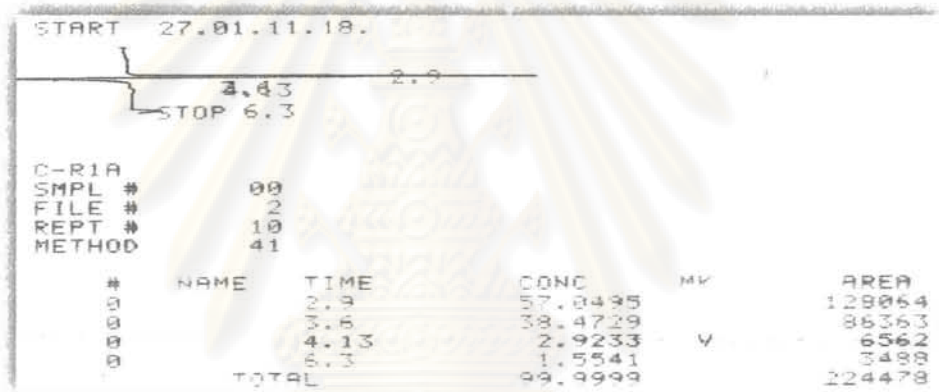 START 27.01.11.18.
2.9
4.13
STOP 6.3
C-R1A
SMPL # 00
FILE # 2
REPT # 10
METHOD 41
# NAME TIME CONC MK AREA
0 2.9 57.0495 128064
0 3.6 38.4729 86363
0 4.13 2.9233 V 6562
0 6.3 1.5541 3488
TOTAL 99.9999 224478